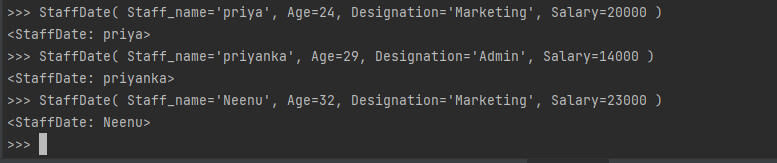 >>> StaffDate( Staff_name='priya', Age=24, Designation='Marketing', Salary=20000 )
<StaffDate: priya>
>>> StaffDate( Staff_name='priyanka', Age=29, Designation='Admin', Salary=14000 )
<StaffDate: priyanka>
>>> StaffDate( Staff_name='Neenu', Age=32, Designation='Marketing', Salary=23000 )
<StaffDate: Neenu>
>>>